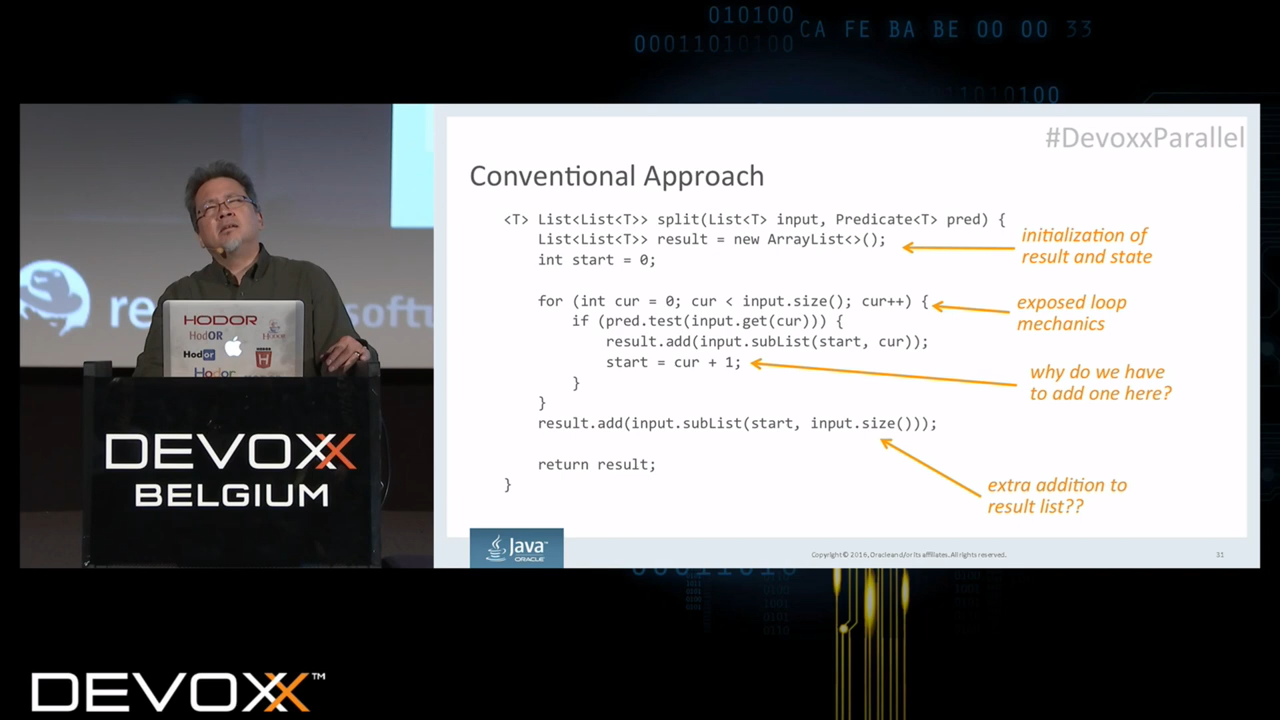 010100
00011010100
CA FE BA BE 00 00 33
11010100
#DevoxxParallel
Conventional Approach
<T> List<List<T>> split(List<T> input, Predicate<T> pred) {
List<List<T>> result = new ArrayList<>();
int start = 0;
initialization of
result and state
for (int cur = 0; cur < input.size(); cur++) {
if (pred.test(input.get(cur))) {
result.add(input.subList(start, cur));
start = cur + 1;
}
}
exposed loop
mechanics
why do we have
to add one here?
result.add(input.subList(start, input.size()));
return result;
}
extra addition to
result list??
Java™
ORACLE
Copyright © 2016, Oracle and/or its affiliates. All rights reserved.
31
re
softu
HODOR
HodOR
Hodor
Hodor
DEVOXX
BELGIUM
DEVOXX™